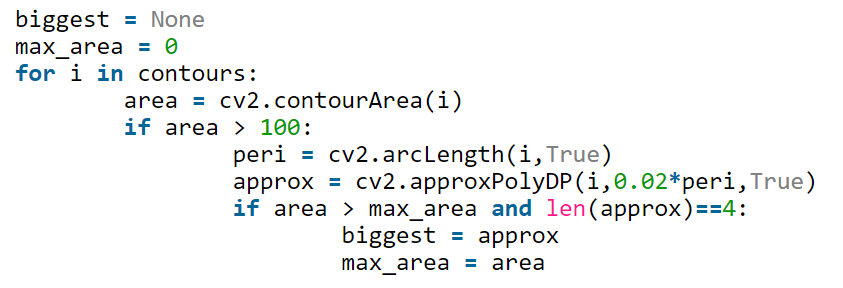 biggest = None
max_area = 0
for i in contours:
        area = cv2.contourArea(i)
        if area > 100:
                peri = cv2.arcLength(i,True)
                approx = cv2.approxPolyDP(i,0.02*peri,True)
                if area > max_area and len(approx)==4:
                        biggest = approx
                        max_area = area